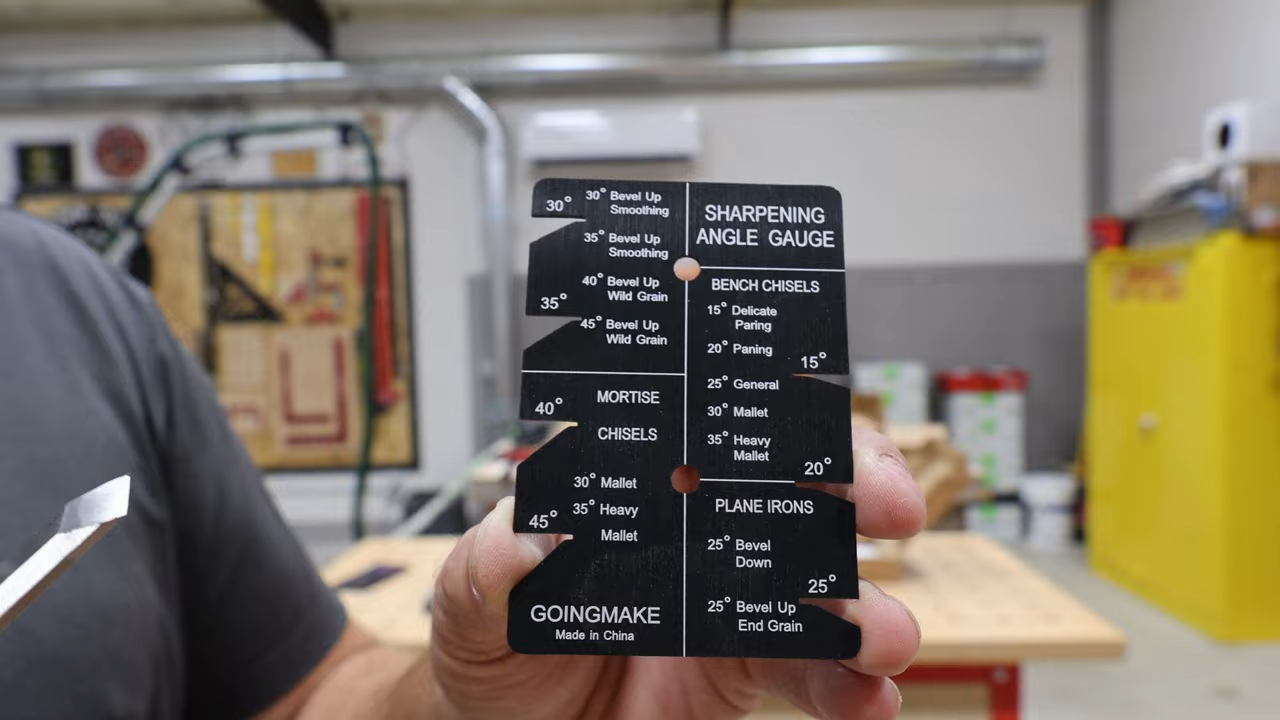 30°
30° Bevel Up
Smoothing
35° Bevel Up
Smoothing
40° Bevel Up
Wild Grain
35°
45° Bevel Up
Wild Grain
SHARPENING
ANGLE GAUGE
BENCH CHISELS
15° Delicate
Paring
20° Paning
15°
25° General
30° Mallet
35° Heavy
Mallet
20°
40°
MORTISE
CHISELS
30° Mallet
35° Heavy
Mallet
45°
GOINGMAKE
Made in China
PLANE IRONS
25° Bevel
Down
25°
25° Bevel Up
End Grain